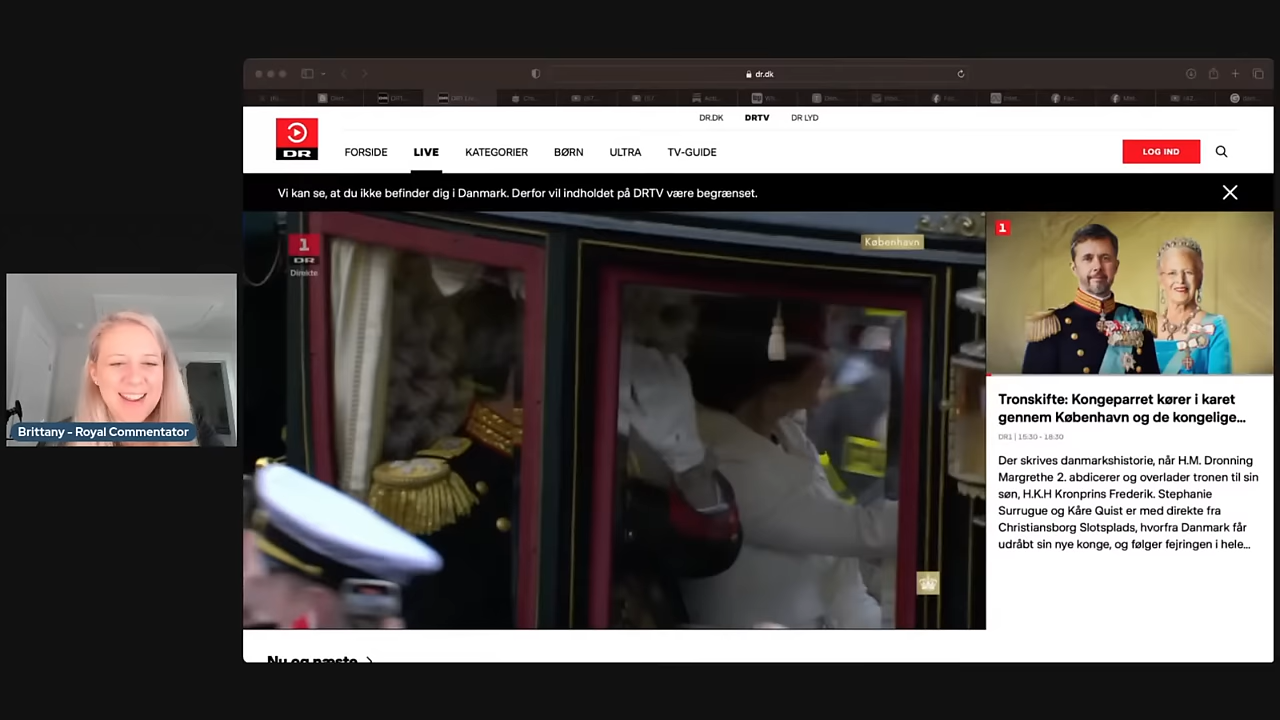 dr.dk
DR.DK DRTV DR LYD
DR
FORSIDE LIVE KATEGORIER BØRN ULTRA TV-GUIDE
LOG IND
Vi kan se, at du ikke befinder dig i Danmark. Derfor vil indholdet på DRTV være begrænset.
1
DR
Direkte
København
1
Brittany - Royal Commentator
Tronskifte: Kongeparret kører i karet
gennem København og de kongelige...
DR1 | 15:30 - 18:30
Der skrives danmarkshistorie, når H.M. Dronning
Margrethe 2. abdicerer og overlader tronen til sin
søn, H.K.H Kronprins Frederik. Stephanie
Surrugue og Kåre Quist er med direkte fra
Christiansborg Slotsplads, hvorfra Danmark får
udråbt sin nye konge, og følger fejringen i hele...
Nu og næste